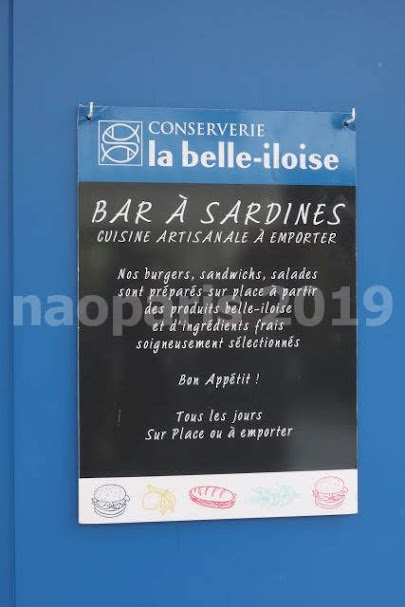 CONSERVERIE
la belle-iloise
BAR À SARDINES
CUISINE ARTISANALE À EMPORTER
Nos burgers, sandwichs, salades
sont préparés sur place à partir
des produits belle-iloise
et d'ingrédients frais
soigneusement sélectionnés
Bon Appétit !
Tous les jours
Sur Place ou à emporter